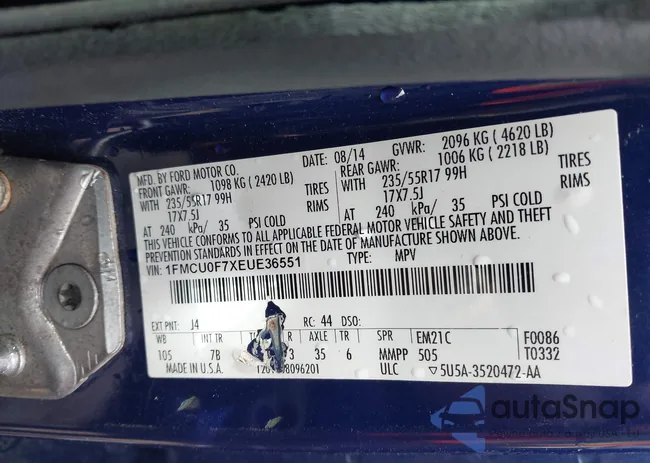 MFD. BY FORD MOTOR CO.
DATE: 08/14 GVWR: 2096 KG ( 4620 LB)
FRONT GAWR: 1098 KG ( 2420 LB) REAR GAWR: 1006 KG ( 2218 LB)
WITH 235/55R17 99H TIRES WITH 235/55R17 99H TIRES
17X7.5J RIMS 17X7.5J RIMS
AT 240 kPa/ 35 PSI COLD AT 240 kPa/ 35 PSI COLD
THIS VEHICLE CONFORMS TO ALL APPLICABLE FEDERAL MOTOR VEHICLE SAFETY AND THEFT
PREVENTION STANDARDS IN EFFECT ON THE DATE OF MANUFACTURE SHOWN ABOVE.
VIN: 1FMCU0F7XEUE36551 TYPE: MPV
EXT PNT: J4 RC: 44 DSO: F0086
WB INT TR AXLE TR SPR EM21C T0332
105 7B 3 35 6 MMPP 505
MADE IN U.S.A. 8096201 ULC ▽5U5A-3520472-AA
autoSnap